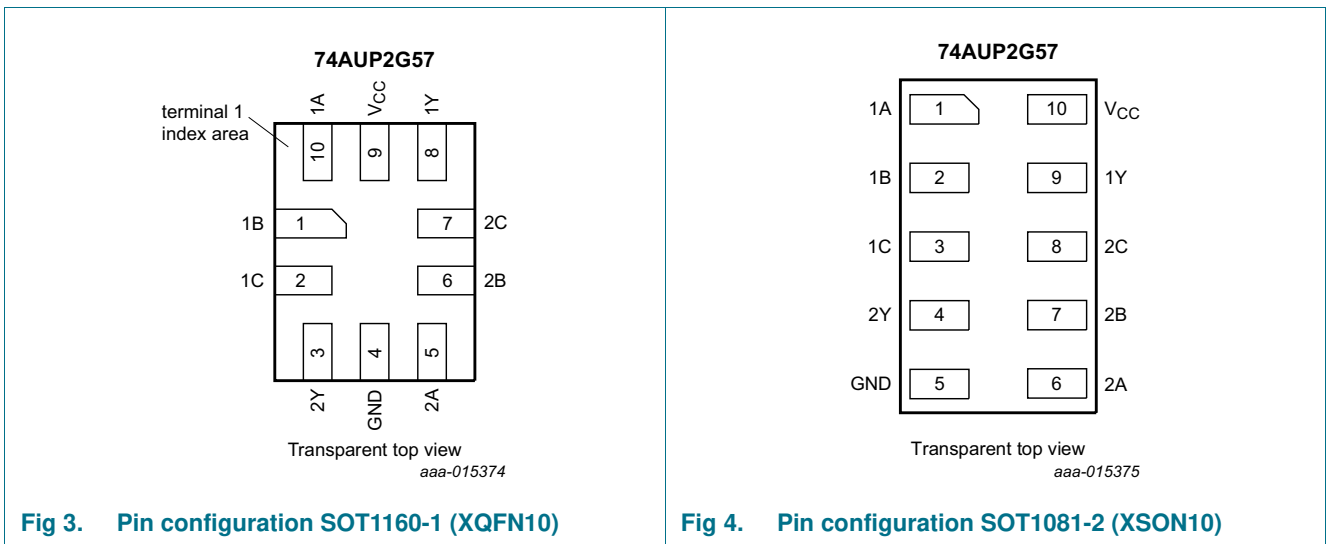 74AUP2G57
terminal 1
index area
1A
VCC
1Y
10
9
8
1B
1
7
2C
1C
2
6
2B
3
4
5
2Y
GND
2A
Transparent top view
aaa-015374
Fig 3. Pin configuration SOT1160-1 (XQFN10)
74AUP2G57
1A 1 10 VCC
1B 2 9 1Y
1C 3 8 2C
2Y 4 7 2B
GND 5 6 2A
Transparent top view
aaa-015375
Fig 4. Pin configuration SOT1081-2 (XSON10)